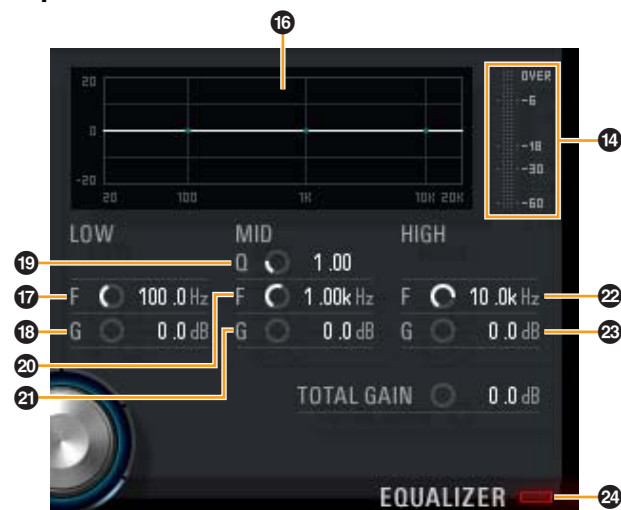 ⑯
20
0
-20
20 100 1K 10K 20K
OVER
-6
-18
-30
-60
⑭
LOW MID HIGH
⑲ Q 1.00
⑰ F 100.0 Hz F 1.00k Hz F 10.0k Hz ㉒
⑱ G 0.0 dB G 0.0 dB G 0.0 dB ㉓
⑳
㉑
TOTAL GAIN 0.0 dB
EQUALIZER ㉔